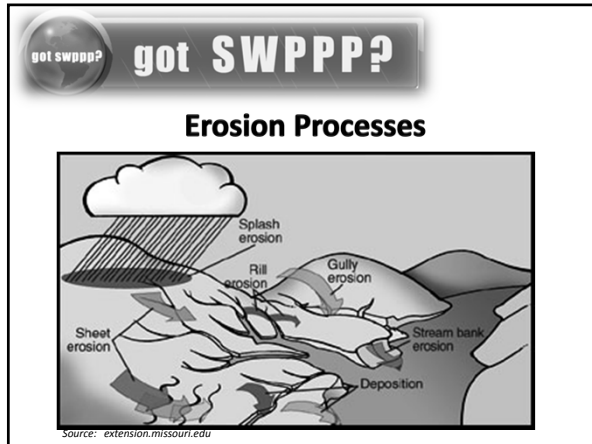 got swppp?
got SWPPP?
Erosion Processes
Splash
erosion
Rill
erosion
Gully
erosion
Sheet
erosion
Stream bank
erosion
Deposition
Source: extension.missouri.edu